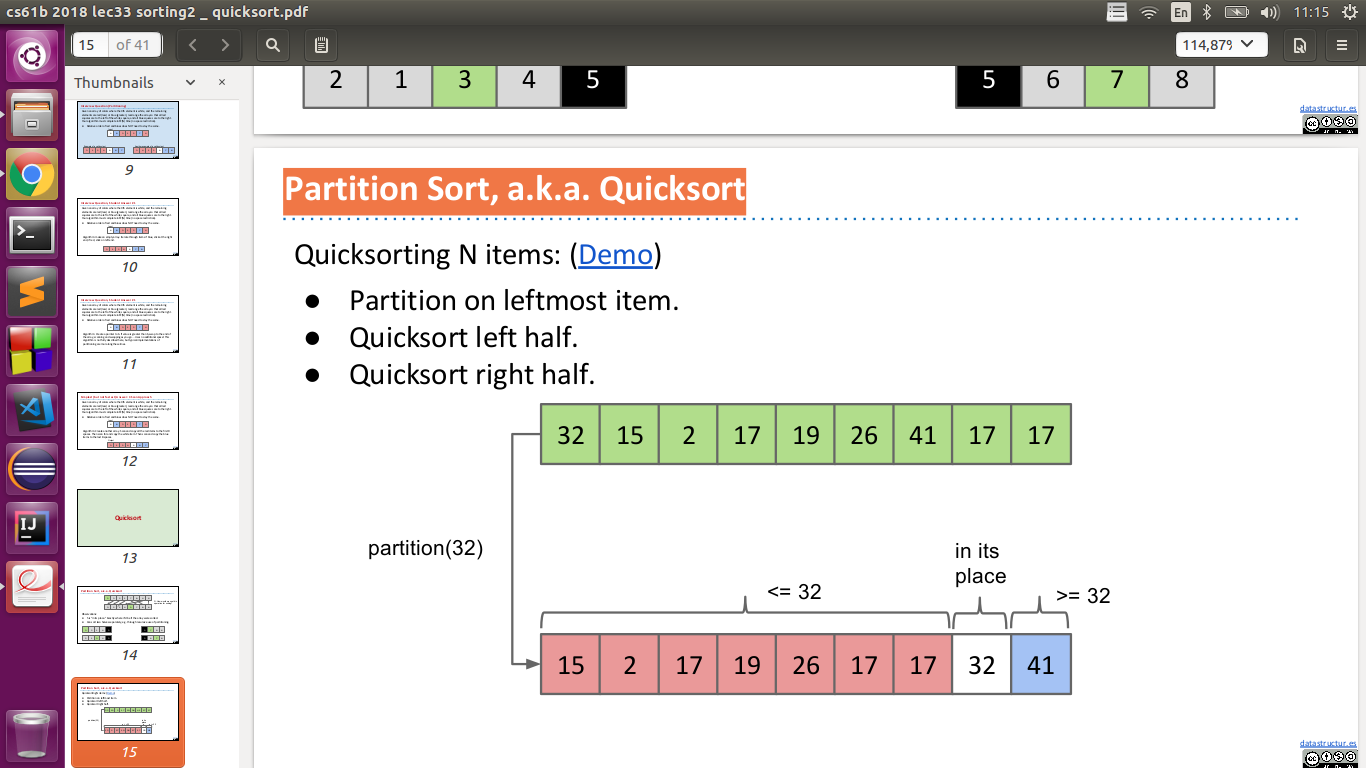 cs61b 2018 lec33 sorting2 _ quicksort.pdf
En
11:15
15 of 41
114,87%
Thumbnails
9
10
11
12
Quicksort
13
14
15
2 1 3 4 5
5 6 7 8
datastructur.es
Partition Sort, a.k.a. Quicksort
Quicksorting N items: (Demo)
● Partition on leftmost item.
● Quicksort left half.
● Quicksort right half.
32 15 2 17 19 26 41 17 17
partition(32)
in its
place
<= 32
>= 32
15 2 17 19 26 17 17 32 41
datastructur.es